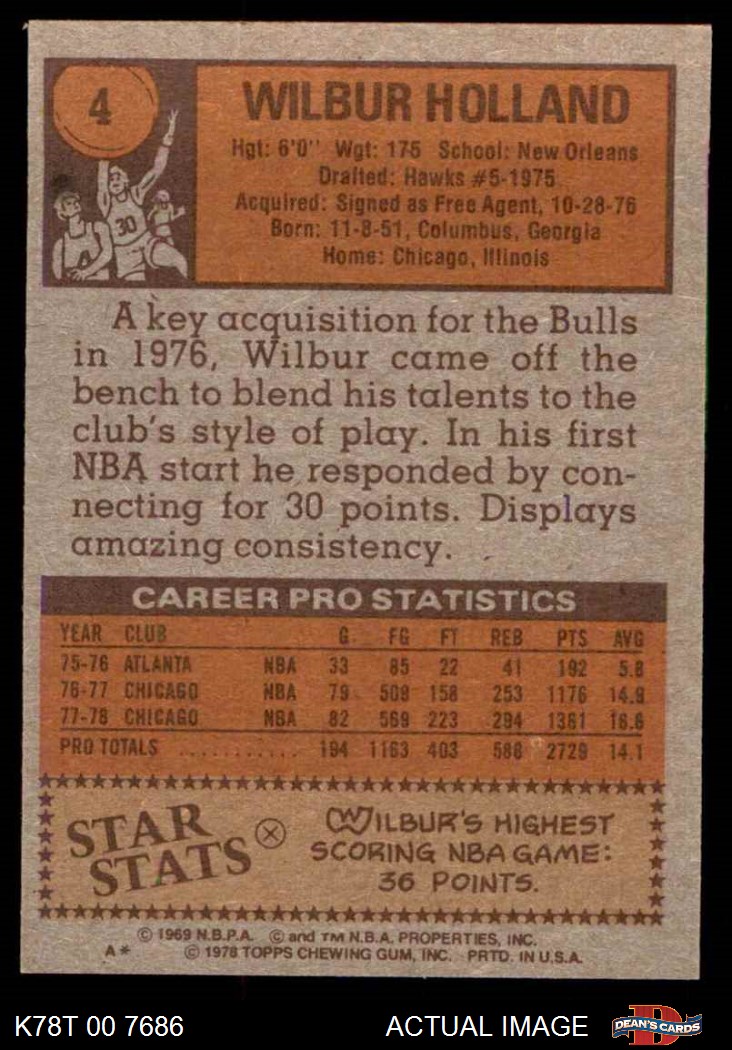 4
WILBUR HOLLAND
Hgt: 6'0" Wgt: 175 School: New Orleans
Drafted: Hawks #5-1975
Acquired: Signed as Free Agent, 10-28-76
Born: 11-8-51, Columbus, Georgia
Home: Chicago, Illinois
30
A key acquisition for the Bulls
in 1976, Wilbur came off the
bench to blend his talents to the
club's style of play. In his first
NBA start he responded by con-
necting for 30 points. Displays
amazing consistency.
CAREER PRO STATISTICS
YEAR CLUB G FG FT REB PTS AVG
75-76 ATLANTA NBA 33 85 22 41 192 5.8
76-77 CHICAGO NBA 79 509 158 253 1176 14.9
77-78 CHICAGO NBA 82 569 223 294 1361 16.6
PRO TOTALS ........... 194 1163 403 588 2729 14.1
STAR
STATS
WILBUR'S HIGHEST
SCORING NBA GAME:
36 POINTS.
© 1969 N.B.P.A. © and TM N.B.A. PROPERTIES, INC.
A* © 1978 TOPPS CHEWING GUM, INC. PRTD. IN U.S.A.
K78T 00 7686 ACTUAL IMAGE D DEAN'S CARDS